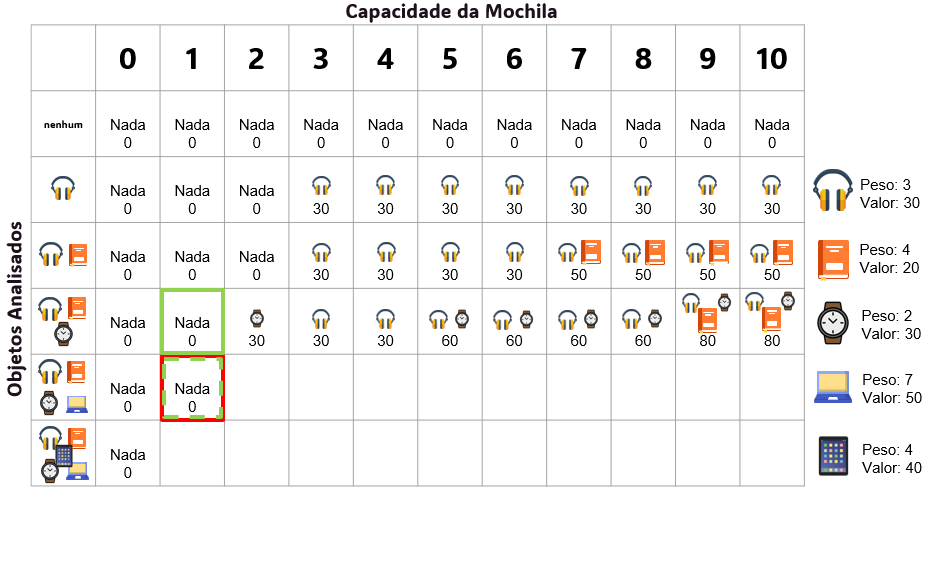 Capacidade da Mochila
0 1 2 3 4 5 6 7 8 9 10
Objetos Analisados
nenhum Nada Nada Nada Nada Nada Nada Nada Nada Nada Nada Nada
0 0 0 0 0 0 0 0 0 0 0
Nada Nada Nada
0 0 0 30 30 30 30 30 30 30 30
Peso: 3
Valor: 30
Nada Nada Nada
0 0 0 30 30 30 30 50 50 50 50
Peso: 4
Valor: 20
Nada Nada
0 0 30 30 30 60 60 60 60 80 80
Peso: 2
Valor: 30
Nada Nada
0 0
Peso: 7
Valor: 50
Nada
0
Peso: 4
Valor: 40